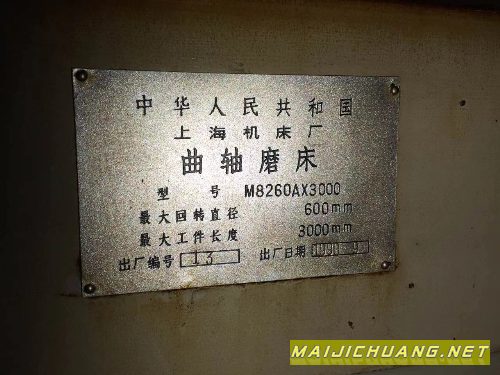 中华人民共和国
上海机床厂
曲轴磨床
型号 M8260AX3000
最大回转直径 600mm
最大工件长度 3000mm
出厂编号 13 出厂日期
MAIJICHUANG.NET